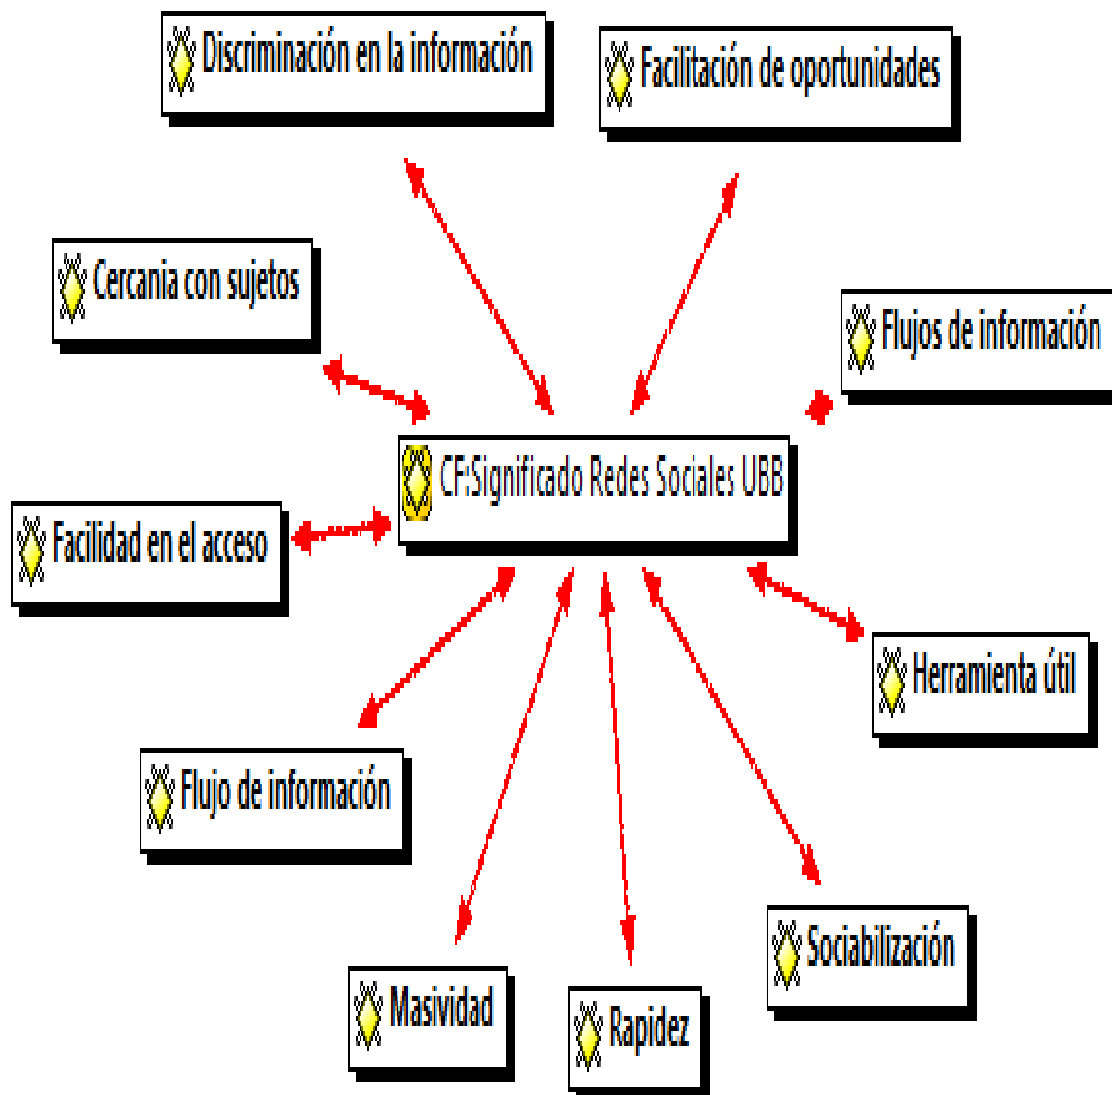 Discriminación en la información
Facilitación de oportunidades
Cercania con sujetos
Flujos de información
CF:Significado Redes Sociales UBB
Facilidad en el acceso
Herramienta útil
Flujo de información
Sociabilización
Masividad
Rapidez